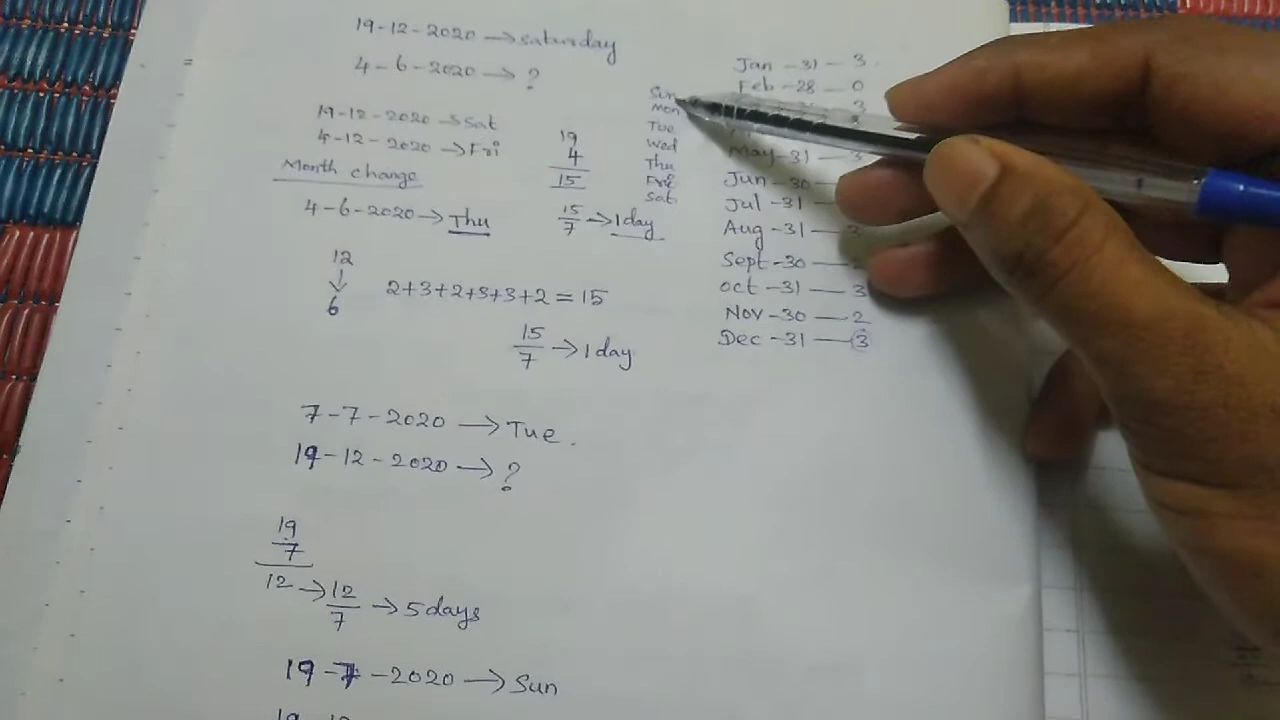 19-12-2020 → Saturday
4-6-2020 → ?
19-12-2020 → Sat
4-12-2020 → Fri
Month change
4-6-2020 → Thu
19
4
15
15/7 → 1 day
12
↓
6
2+3+2+3+3+2 = 15
15/7 → 1 day
Sun
Mon
Tue
Wed
Thu
Fri
Sat
Jan - 31 - 3
Feb - 28 - 0
3
May - 31 - 3
Jun - 30 -
Jul - 31 -
Aug - 31 - 3
Sept - 30 -
Oct - 31 - 3
Nov - 30 - 2
Dec - 31 - 3
7-7-2020 → Tue.
19-12-2020 → ?
19
7
12 → 12/7 → 5 days
19-7-2020 → Sun